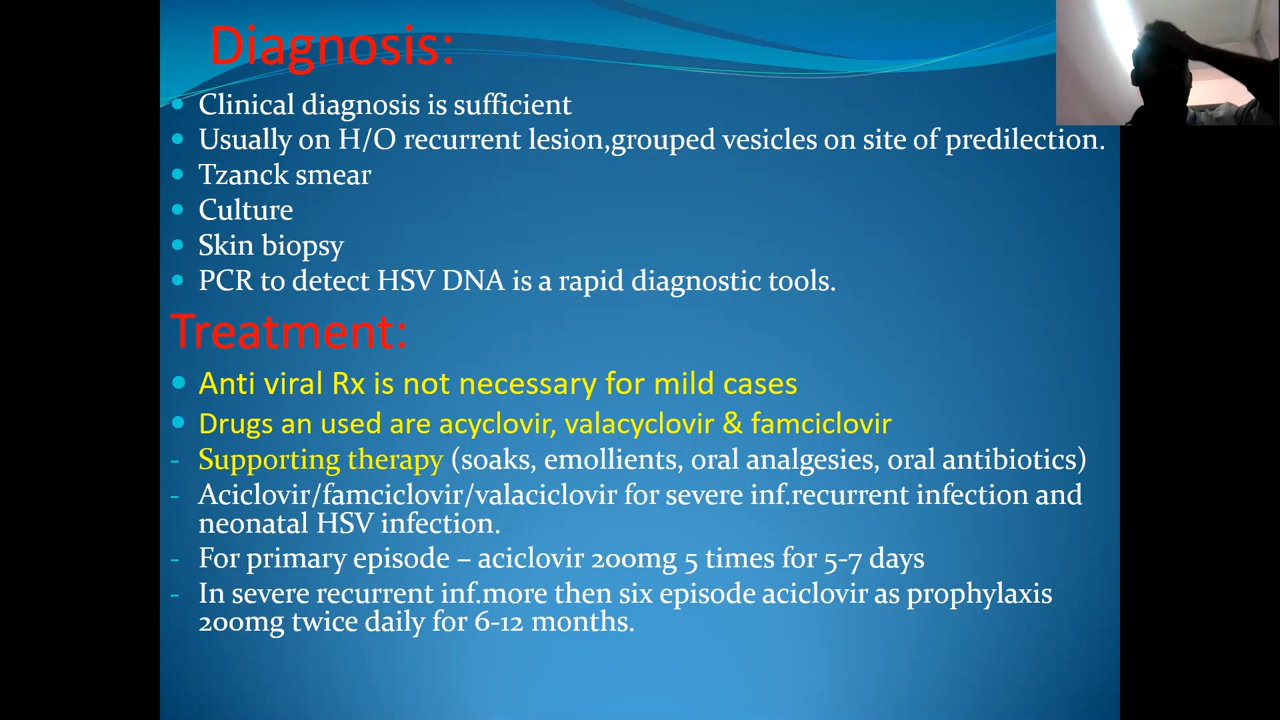 Diagnosis:
Clinical diagnosis is sufficient
Usually on H/O recurrent lesion,grouped vesicles on site of predilection.
Tzanck smear
Culture
Skin biopsy
PCR to detect HSV DNA is a rapid diagnostic tools.
Treatment:
Anti viral Rx is not necessary for mild cases
Drugs an used are acyclovir, valacyclovir & famciclovir
- Supporting therapy (soaks, emollients, oral analgesies, oral antibiotics)
- Aciclovir/famciclovir/valaciclovir for severe inf.recurrent infection and
neonatal HSV infection.
- For primary episode – aciclovir 200mg 5 times for 5-7 days
- In severe recurrent inf.more then six episode aciclovir as prophylaxis
200mg twice daily for 6-12 months.